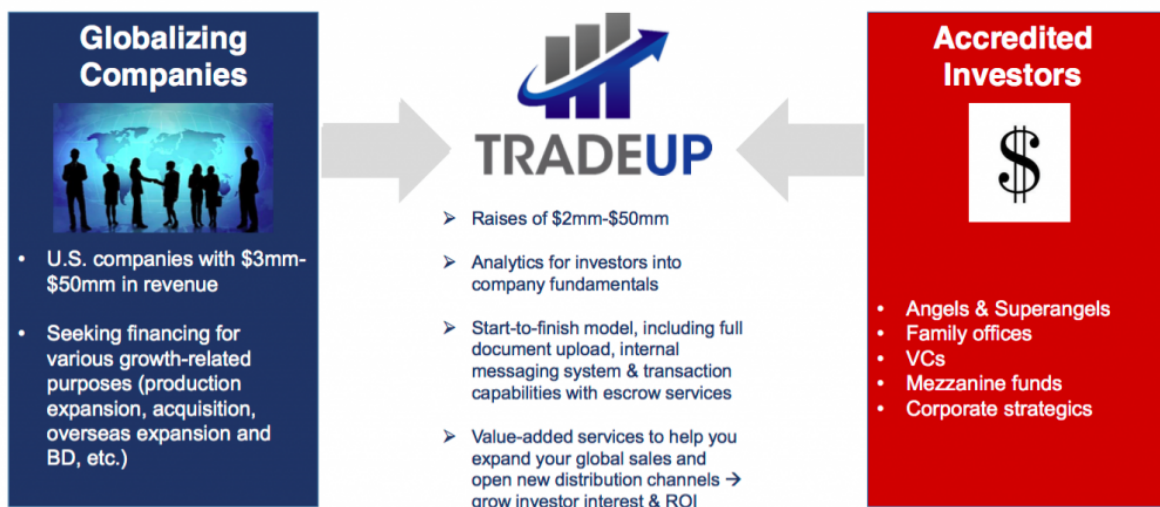 Globalizing
Companies
• U.S. companies with $3mm-
$50mm in revenue
• Seeking financing for
various growth-related
purposes (production
expansion, acquisition,
overseas expansion and
BD, etc.)
TRADEUP
➢ Raises of $2mm-$50mm
➢ Analytics for investors into
company fundamentals
➢ Start-to-finish model, including full
document upload, internal
messaging system & transaction
capabilities with escrow services
➢ Value-added services to help you
expand your global sales and
open new distribution channels →
grow investor interest & ROI
Accredited
Investors
$
• Angels & Superangels
• Family offices
• VCs
• Mezzanine funds
• Corporate strategics